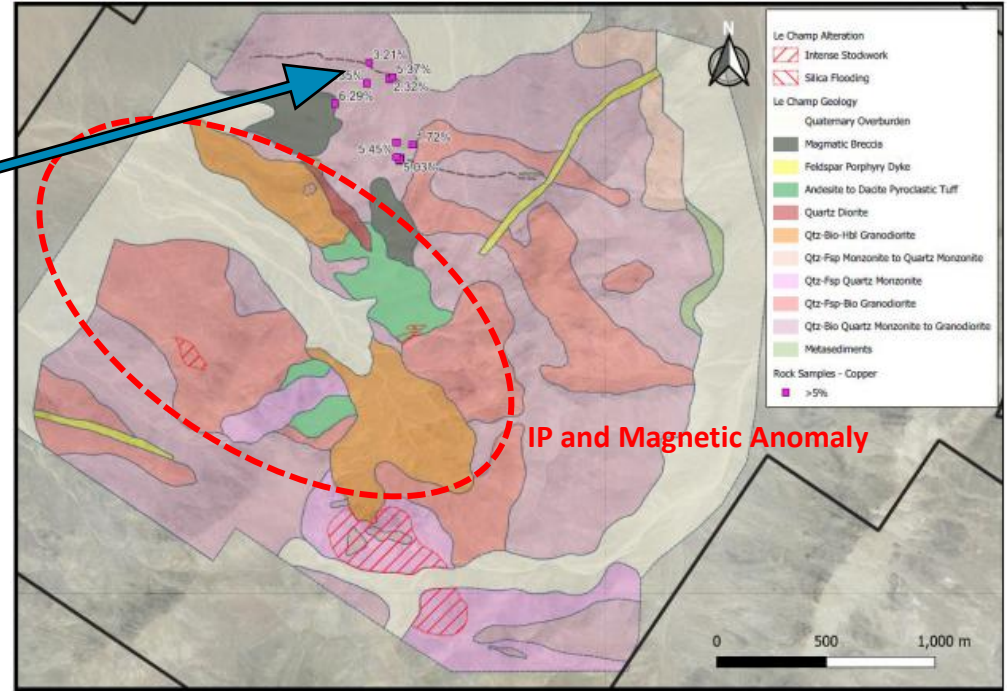 N
3.21%
5.37%
2.32%
6.29%
5.45%
5.03%
IP and Magnetic Anomaly
Le Champ Alteration
Intense Stockwork
Silica Flooding
Le Champ Geology
Quaternary Overburden
Magmatic Breccia
Feldspar Porphyry Dyke
Andesite to Dacite Pyroclastic Tuff
Quartz Diorite
Qtz-Bio-Hbl Granodiorite
Qtz-Fsp Monzonite to Quartz Monzonite
Qtz-Fsp Quartz Monzonite
Qtz-Fsp-Bio Granodiorite
Qtz-Bio Quartz Monzonite to Granodiorite
Metasediments
Rock Samples - Copper
>5%
0 500 1,000 m